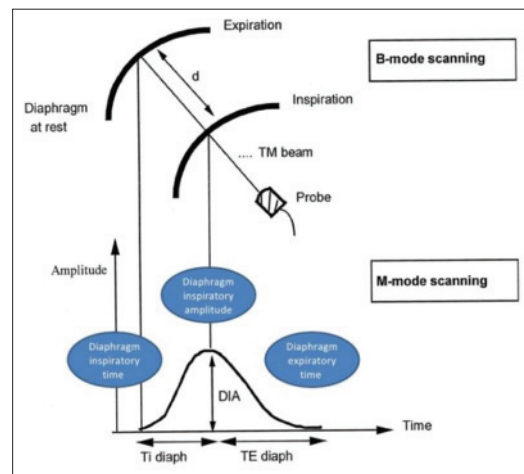 Expiration
B-mode scanning
d
Diaphragm
at rest
Inspiration
.... TM beam
Probe
Amplitude
M-mode scanning
Diaphragm
inspiratory
amplitude
Diaphragm
inspiratory
time
Diaphragm
expiratory
time
DIA
Time
Ti diaph
TE diaph